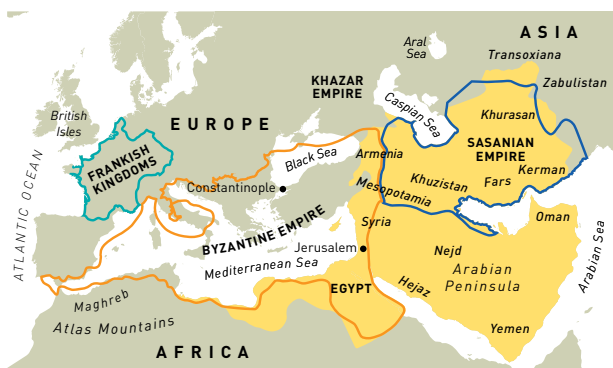 ASIA
Aral
Sea
Transoxiana
Zabulistan
KHAZAR
EMPIRE
Caspian Sea
Khurasan
British
Isles
EUROPE
FRANKISH
KINGDOMS
Black Sea
Armenia
SASANIAN
EMPIRE
Kerman
Constantinople
Mesopotamia
Khuzistan
Fars
ATLANTIC OCEAN
BYZANTINE EMPIRE
Syria
Oman
Jerusalem
Nejd
Arabian
Peninsula
Arabian Sea
Mediterranean Sea
EGYPT
Hejaz
Maghreb
Atlas Mountains
Yemen
AFRICA